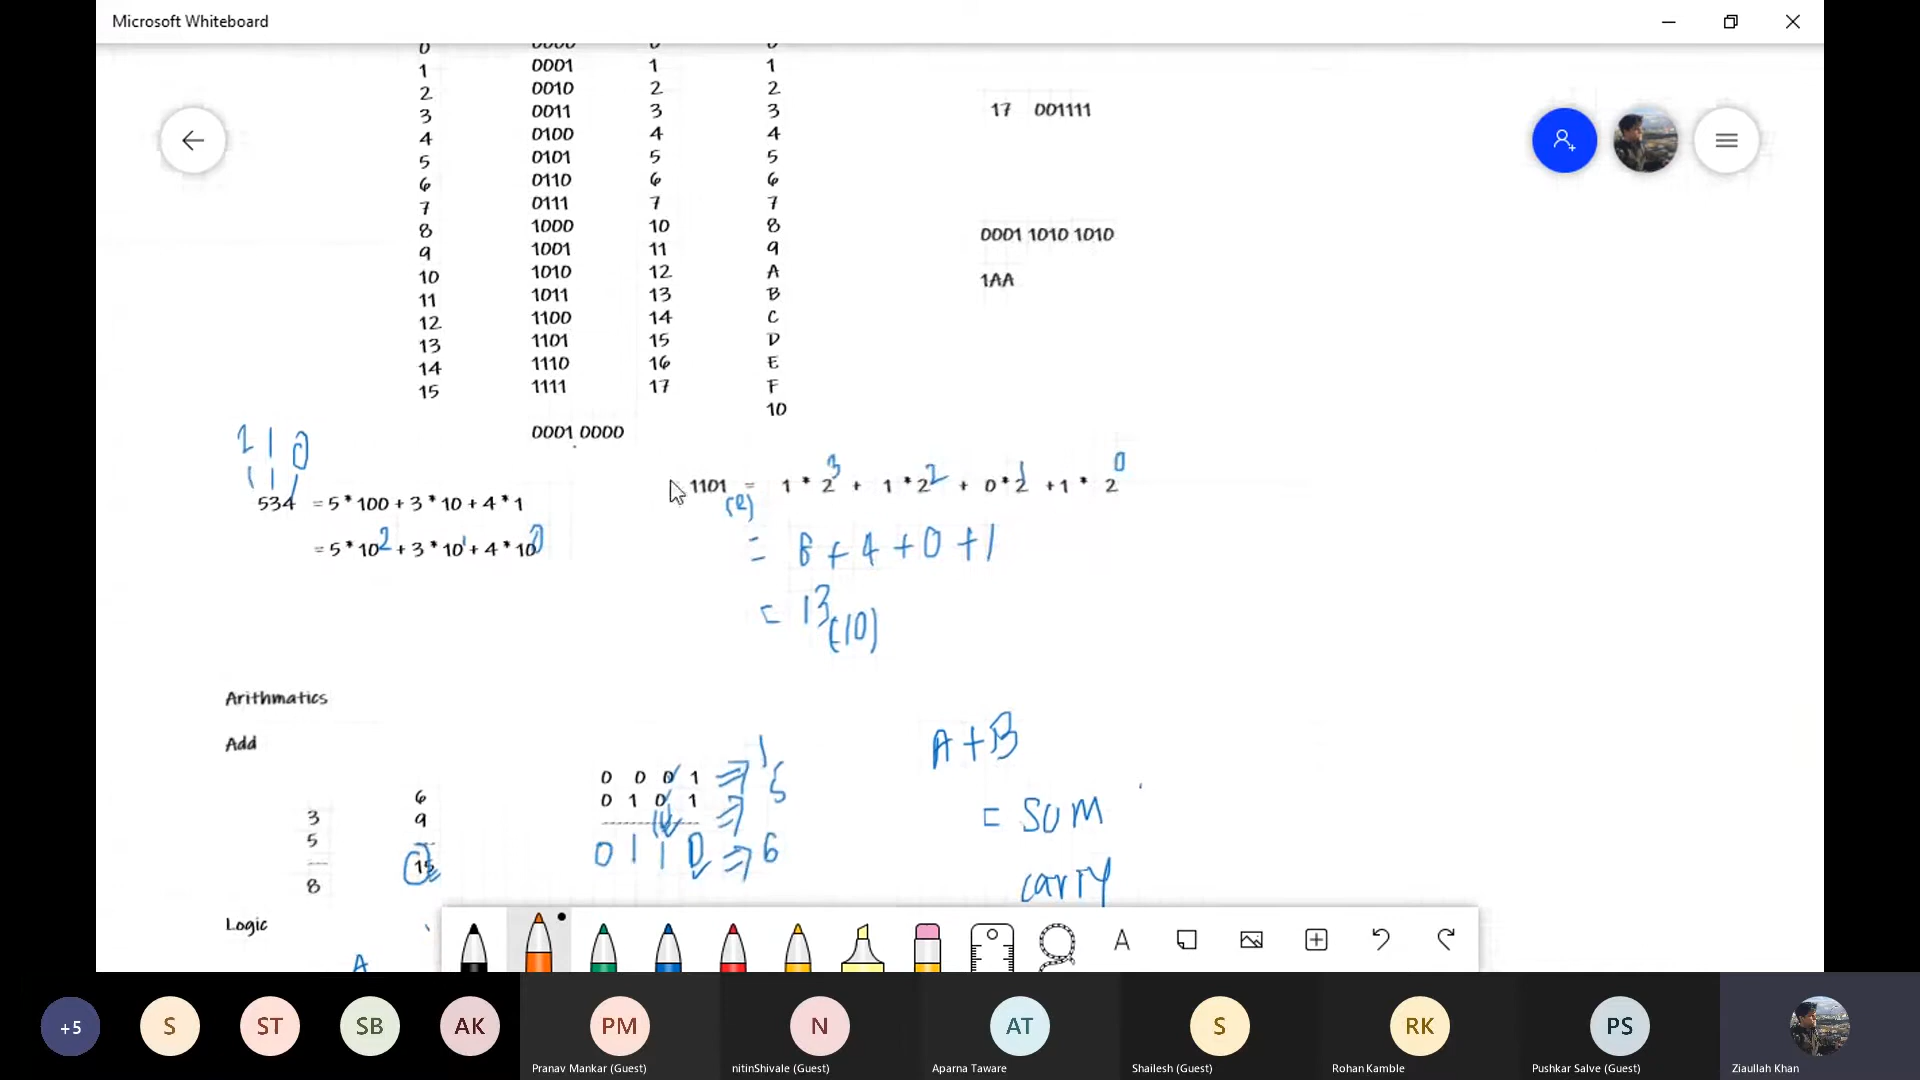 Microsoft Whiteboard
0 0000 0 0
1 0001 1 1
2 0010 2 2
3 0011 3 3
17 001111
4 0100 4 4
5 0101 5 5
6 0110 6 6
7 0111 7 7
8 1000 10 8
0001 1010 1010
9 1001 11 9
10 1010 12 A
1AA
11 1011 13 B
12 1100 14 C
13 1101 15 D
14 1110 16 E
15 1111 17 F
10
0001 0000
2 1 0
534 = 5 * 100 + 3 * 10 + 4 * 1
= 5 * 10 2 + 3 * 10 1 + 4 * 10 0
1101 (2) = 1 * 2 3 + 1 * 2 2 + 0 * 2 1 + 1 * 2 0
= 8 + 4 + 0 + 1
= 13 (10)
Arithmatics
Add
3
5
---
8
6
9
---
15
1
0 0 0 1 => 1
0 1 0 1 => 5
0 1 1 0 => 6
A + B
= SUM
carry
Logic
A
A
+5
S
ST
SB
AK
PM
N
AT
S
RK
PS
Pranav Mankar (Guest)
nitinShivale (Guest)
Aparna Taware
Shailesh (Guest)
Rohan Kamble
Pushkar Salve (Guest)
Ziaullah Khan